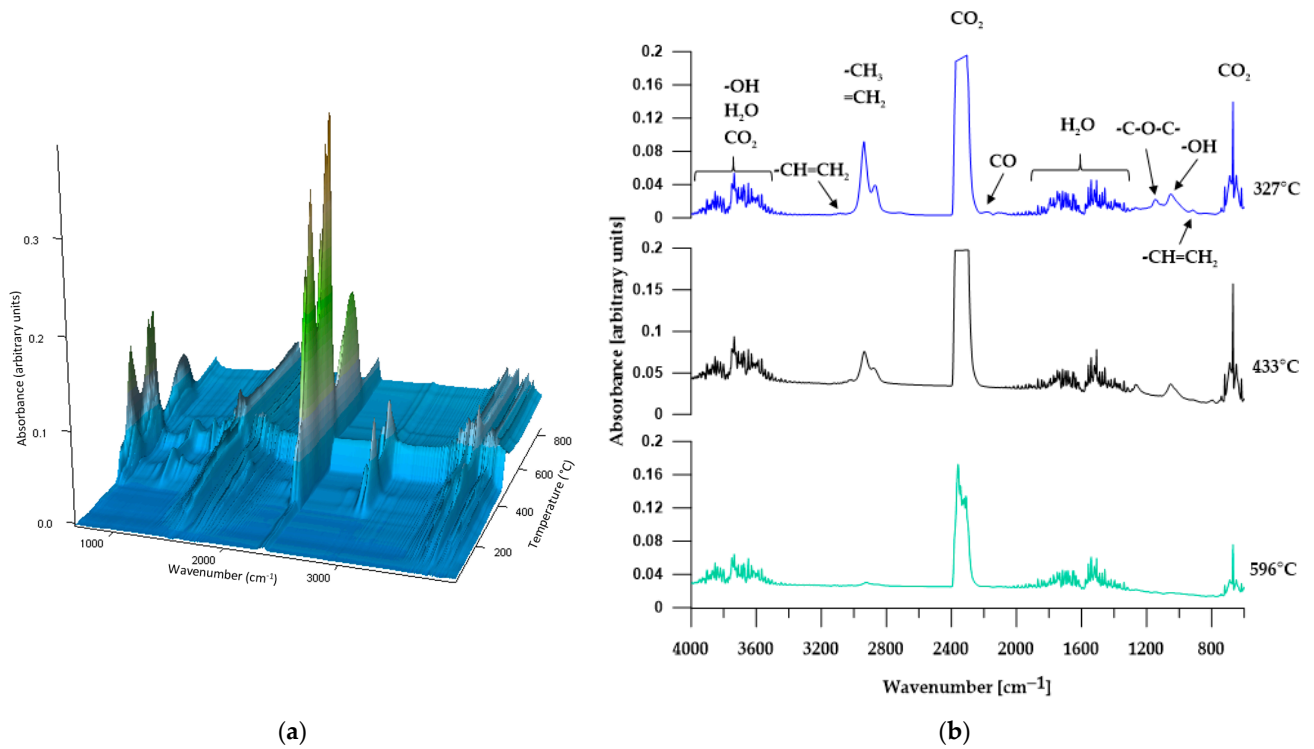 Absorbance (arbitrary units)
0.3
0.2
0.1
0.0
1000
2000
3000
Wavenumber (cm⁻¹)
200
400
600
800
Temperature (°C)
(a)
CO₂
0.2
0.16
0.12
0.08
0.04
0
-OH
H₂O
CO₂
-CH=CH₂
-CH₃
=CH₂
CO
H₂O
-C-O-C-
-OH
CO₂
-CH=CH₂
327°C
0.2
0.15
0.1
0.05
0
433°C
0.2
0.16
0.12
0.08
0.04
0
596°C
Absorbance [arbitrary units]
4000 3600 3200 2800 2400 2000 1600 1200 800
Wavenumber [cm⁻¹]
(b)